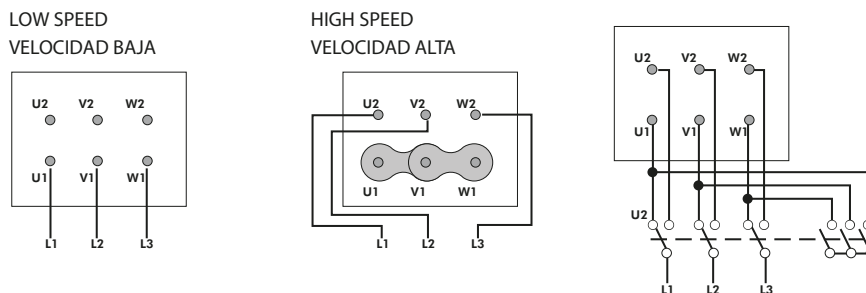 LOW SPEED
VELOCIDAD BAJA
U2 V2 W2
U1 V1 W1
L1 L2 L3
HIGH SPEED
VELOCIDAD ALTA
U2 V2 W2
U1 V1 W1
L1 L2 L3
U2 V2 W2
U1 V1 W1
U2
L1 L2 L3